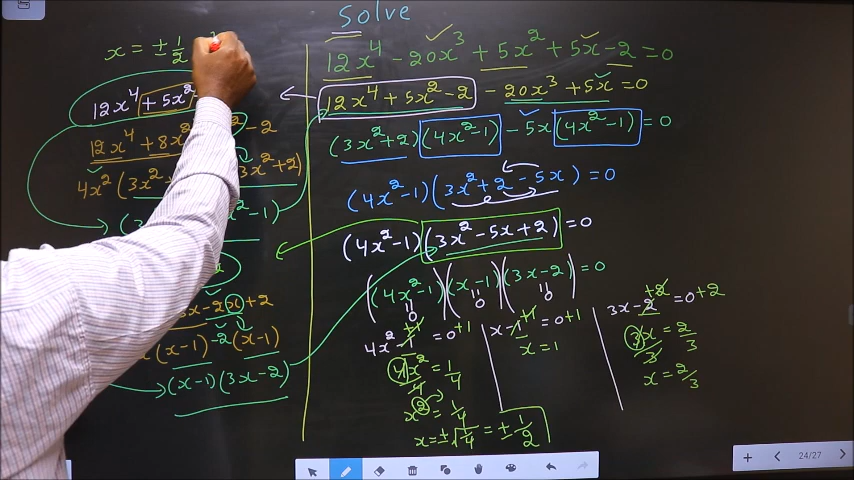 Solve
12x⁴ - 20x³ + 5x² + 5x - 2 = 0
12x⁴ + 5x² - 2 - 20x³ + 5x = 0
(3x² + 2)(4x² - 1) - 5x(4x² - 1) = 0
(4x² - 1)(3x² + 2 - 5x) = 0
(4x² - 1)(3x² - 5x + 2) = 0
(4x² - 1)(x - 1)(3x - 2) = 0
0 0 0
4x² - 1 +1 = 0 +1
4x²/4 = 1/4
x² = 1/4
x = ±√1/4 = ±1/2
x - 1 +1 = 0 +1
x = 1
3x - 2 +2 = 0 +2
3x/3 = 2/3
x = 2/3
x = ± 1/2
12x⁴ + 5x²
12x⁴ + 8x² - 2
4x² (3x² 3x² + 2)
x² - 1)
- 2x + 2
(x - 1) - 2 (x - 1)
(x - 1)(3x - 2)
24/27